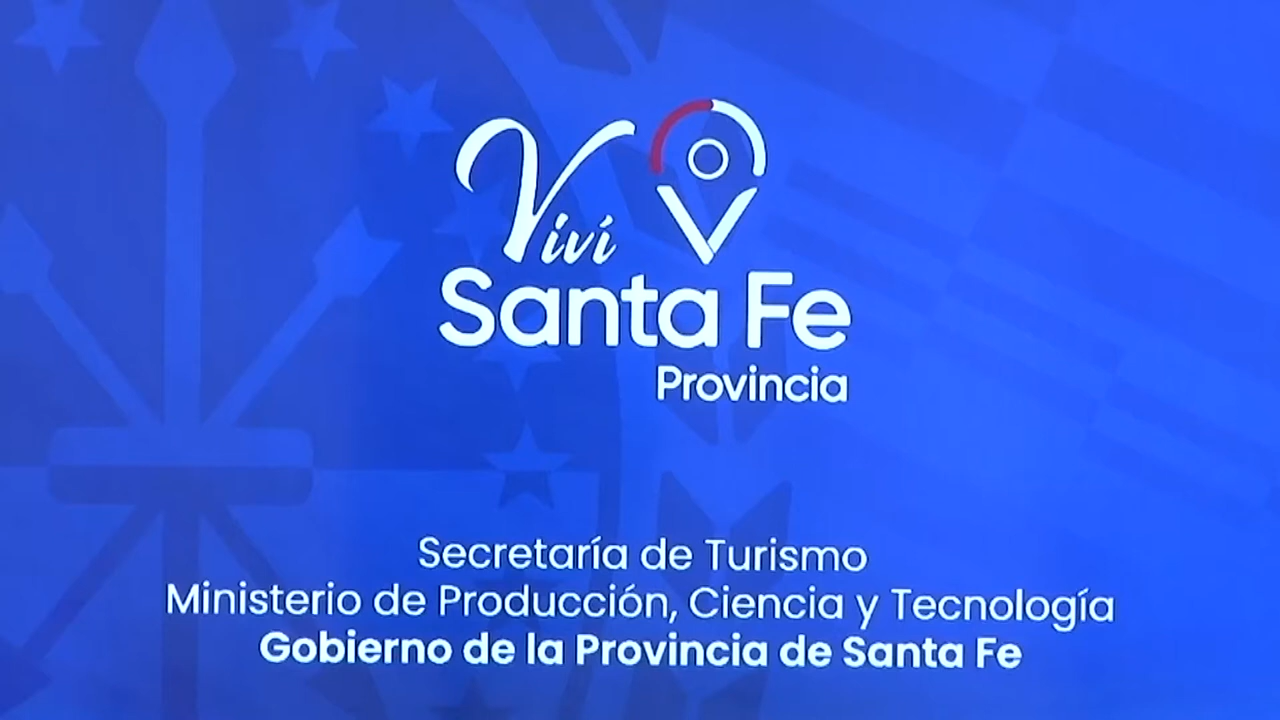 Viví
Santa Fe
Provincia
Secretaría de Turismo
Ministerio de Producción, Ciencia y Tecnología
Gobierno de la Provincia de Santa Fe